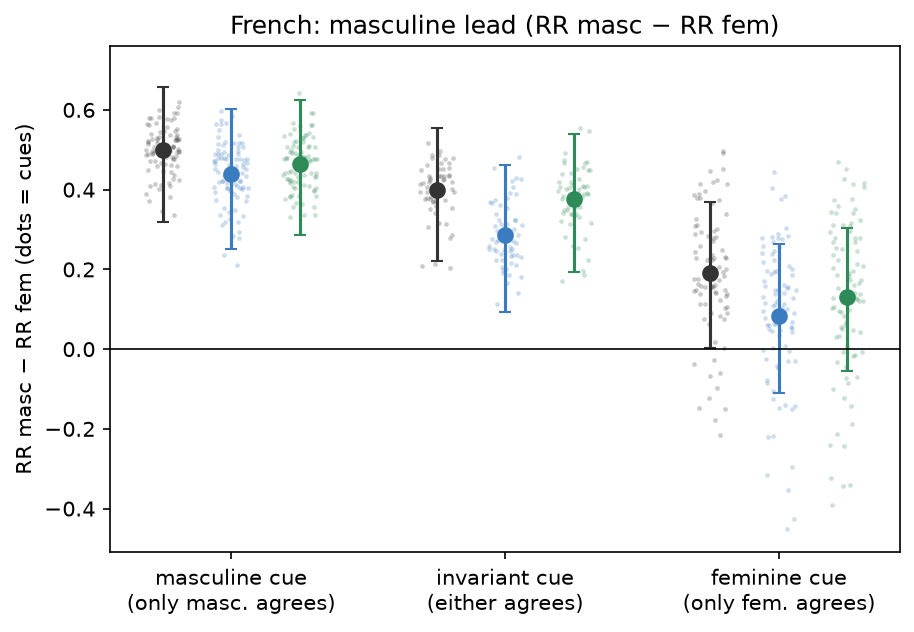 French: masculine lead (RR masc − RR fem)
RR masc − RR fem (dots = cues)
0.6
0.4
0.2
0.0
−0.2
−0.4
masculine cue
(only masc. agrees)
invariant cue
(either agrees)
feminine cue
(only fem. agrees)